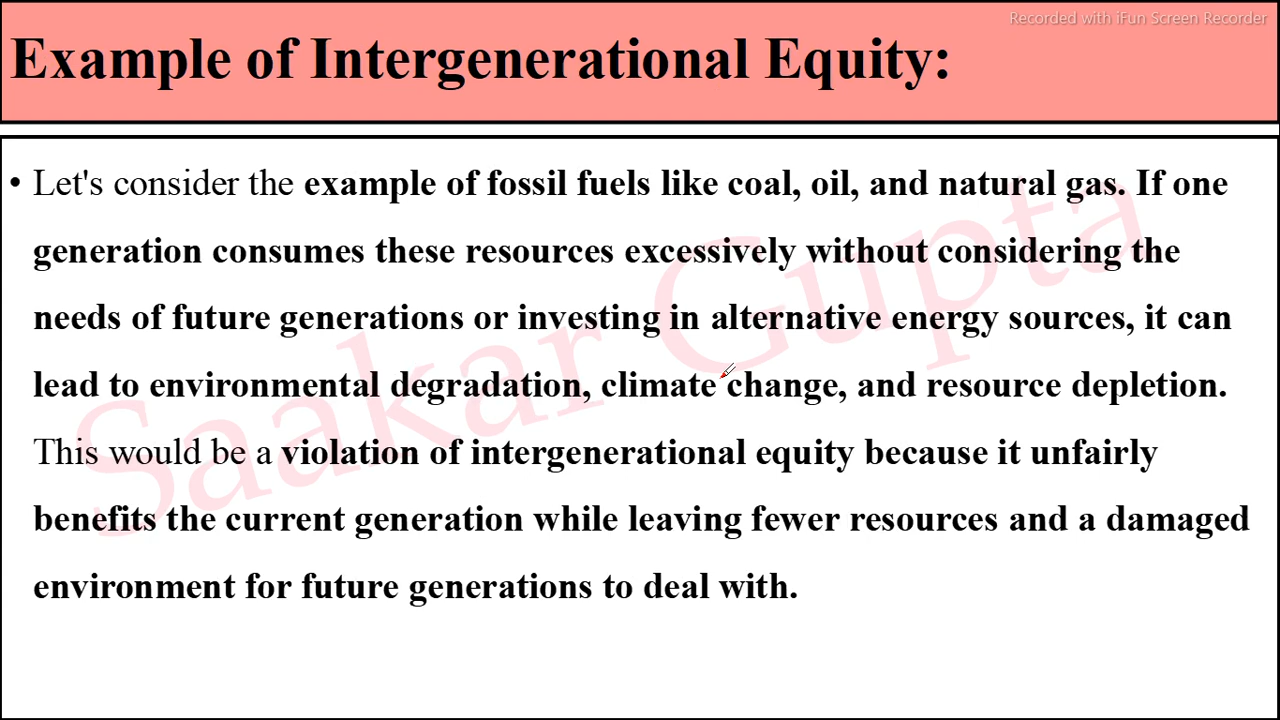 Recorded with iFun Screen Recorder
Example of Intergenerational Equity:
• Let's consider the example of fossil fuels like coal, oil, and natural gas. If one
generation consumes these resources excessively without considering the
needs of future generations or investing in alternative energy sources, it can
lead to environmental degradation, climate change, and resource depletion.
This would be a violation of intergenerational equity because it unfairly
benefits the current generation while leaving fewer resources and a damaged
environment for future generations to deal with.
Saakar Gupta